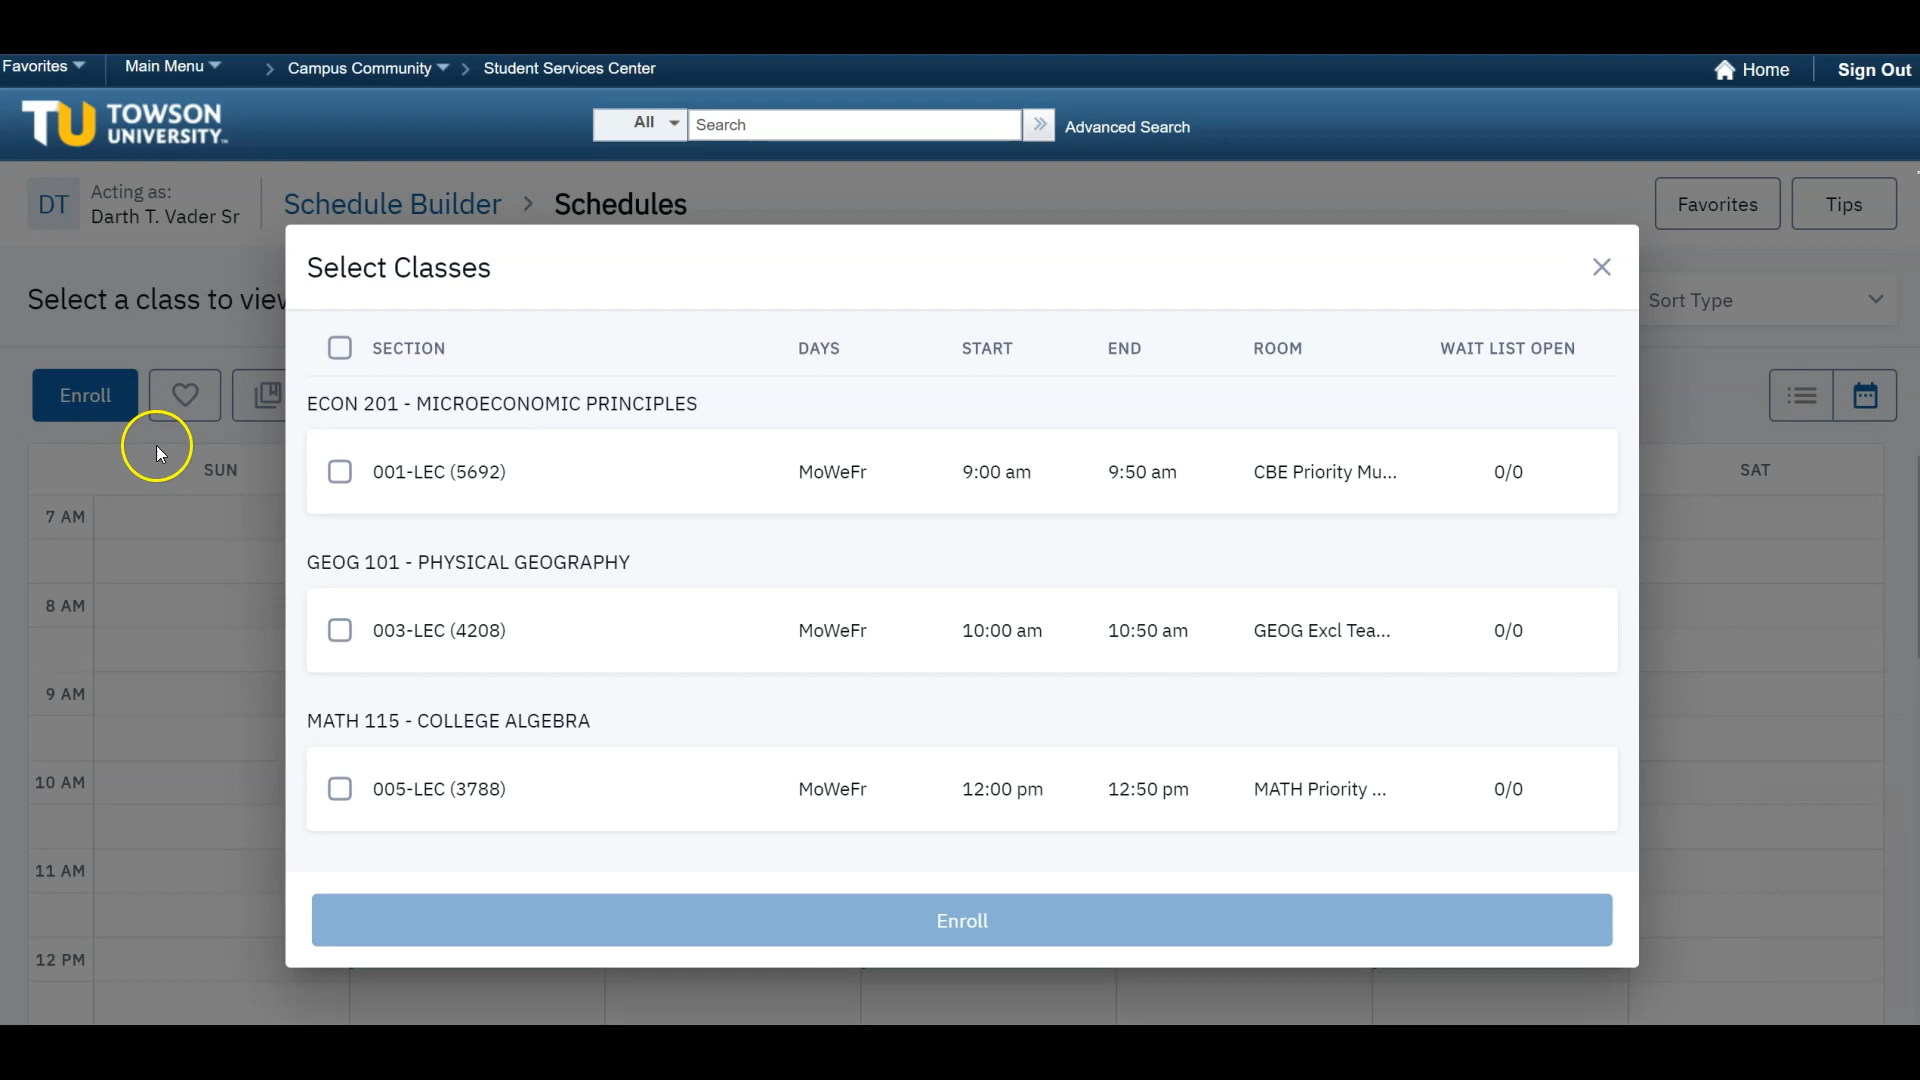 Favorites Main Menu > Campus Community > Student Services Center Home Sign Out
TU TOWSON UNIVERSITY™ All Search » Advanced Search
DT Acting as: Darth T. Vader Sr Schedule Builder > Schedules Favorites Tips
Select Classes
Select a class to view Sort Type
SECTION DAYS START END ROOM WAIT LIST OPEN
Enroll
ECON 201 - MICROECONOMIC PRINCIPLES
001-LEC (5692) MoWeFr 9:00 am 9:50 am CBE Priority Mu... 0/0
SUN SAT
7 AM
GEOG 101 - PHYSICAL GEOGRAPHY
8 AM
003-LEC (4208) MoWeFr 10:00 am 10:50 am GEOG Excl Tea... 0/0
9 AM
MATH 115 - COLLEGE ALGEBRA
10 AM
005-LEC (3788) MoWeFr 12:00 pm 12:50 pm MATH Priority ... 0/0
11 AM
Enroll
12 PM